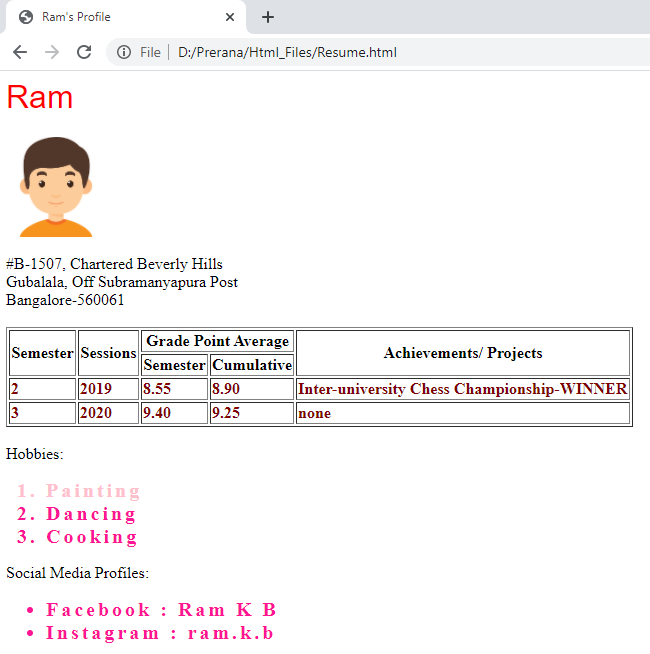 Ram's Profile
File D:/Prerana/Html_Files/Resume.html
Ram
#B-1507, Chartered Beverly Hills
Gubalala, Off Subramanyapura Post
Bangalore-560061
Semester Sessions Grade Point Average Achievements/ Projects
Semester Cumulative
2 2019 8.55 8.90 Inter-university Chess Championship-WINNER
3 2020 9.40 9.25 none
Hobbies:
1. Painting
2. Dancing
3. Cooking
Social Media Profiles:
• Facebook : Ram K B
• Instagram : ram.k.b